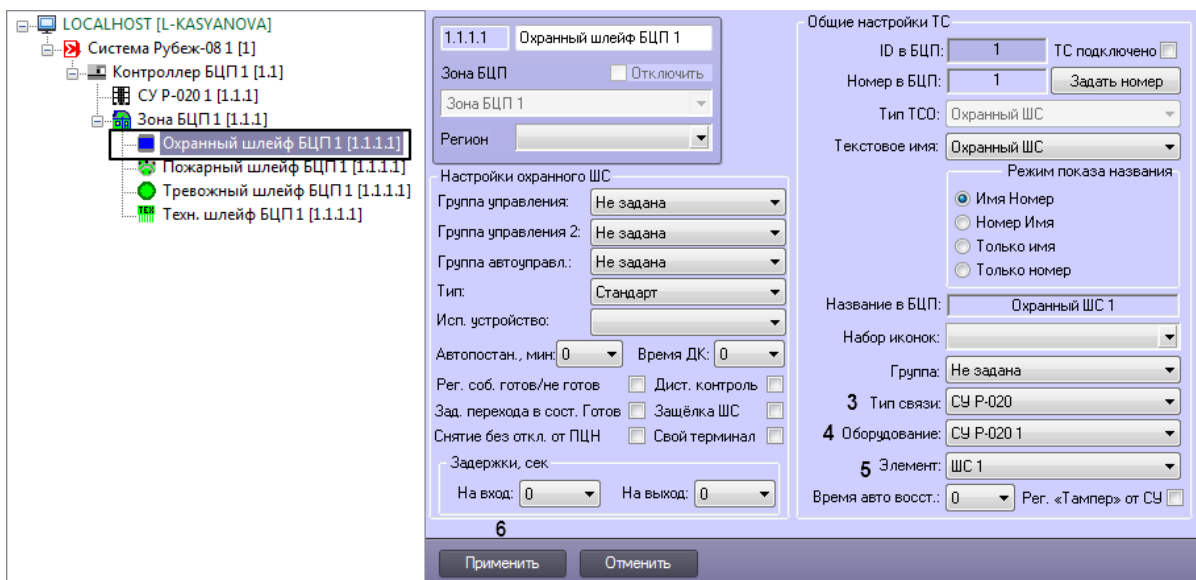 LOCALHOST [L-KASYANOVA]
Система Рубеж-08 1 [1]
Контроллер БЦП 1 [1.1]
СУ Р-020 1 [1.1.1]
Зона БЦП 1 [1.1.1]
Охранный шлейф БЦП 1 [1.1.1.1]
Пожарный шлейф БЦП 1 [1.1.1.1]
Тревожный шлейф БЦП 1 [1.1.1.1]
ТЕХ Техн. шлейф БЦП 1 [1.1.1.1]
1.1.1.1 Охранный шлейф БЦП 1
Зона БЦП Отключить
Зона БЦП 1
Регион
Настройки охранного ШС
Группа управления: Не задана
Группа управления 2: Не задана
Группа автоуправл.: Не задана
Тип: Стандарт
Исп. устройство:
Автопостан., мин: 0 Время ДК: 0
Рег. соб. готов/не готов Дист. контроль
Зад. перехода в сост. Готов Защёлка ШС
Снятие без откл. от ПЦН Свой терминал
Задержки, сек
На вход: 0 На выход: 0
6
Применить Отменить
Общие настройки ТС
ID в БЦП: 1 ТС подключено
Номер в БЦП: 1 Задать номер
Тип ТСО: Охранный ШС
Текстовое имя: Охранный ШС
Режим показа названия
Имя Номер
Номер Имя
Только имя
Только номер
Название в БЦП: Охранный ШС 1
Набор иконок:
Группа: Не задана
3 Тип связи: СУ Р-020
4 Оборудование: СУ Р-020 1
5 Элемент: ШС 1
Время авто восст.: 0 Рег. «Тампер» от СУ